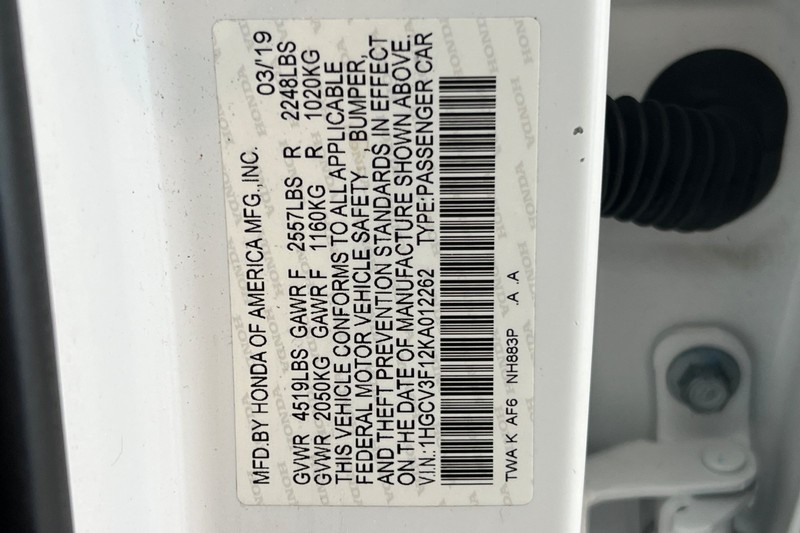 MFD.BY HONDA OF AMERICA MFG.,INC. 03/'19
GVWR 4519LBS GAWR F 2557LBS R 2248LBS
GVWR 2050KG GAWR F 1160KG R 1020KG
THIS VEHICLE CONFORMS TO ALL APPLICABLE
FEDERAL MOTOR VEHICLE SAFETY, BUMPER,
AND THEFT PREVENTION STANDARDS IN EFFECT
ON THE DATE OF MANUFACTURE SHOWN ABOVE.
V.I.N.:1HGCV3F12KA012262 TYPE:PASSENGER CAR
TWA K AF6 NH883P .A .A